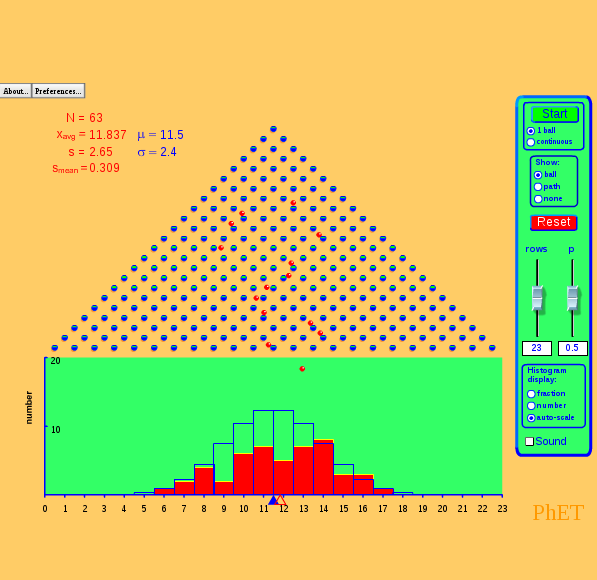 About... Preferences...
N = 63
xavg = 11.837 μ = 11.5
s = 2.65 σ = 2.4
smean = 0.309
Start
1 ball
continuous
Show:
ball
path
none
Reset
rows p
23 0.5
Histogram
display:
fraction
number
auto-scale
Sound
20
10
number
0 1 2 3 4 5 6 7 8 9 10 11 12 13 14 15 16 17 18 19 20 21 22 23
PhET